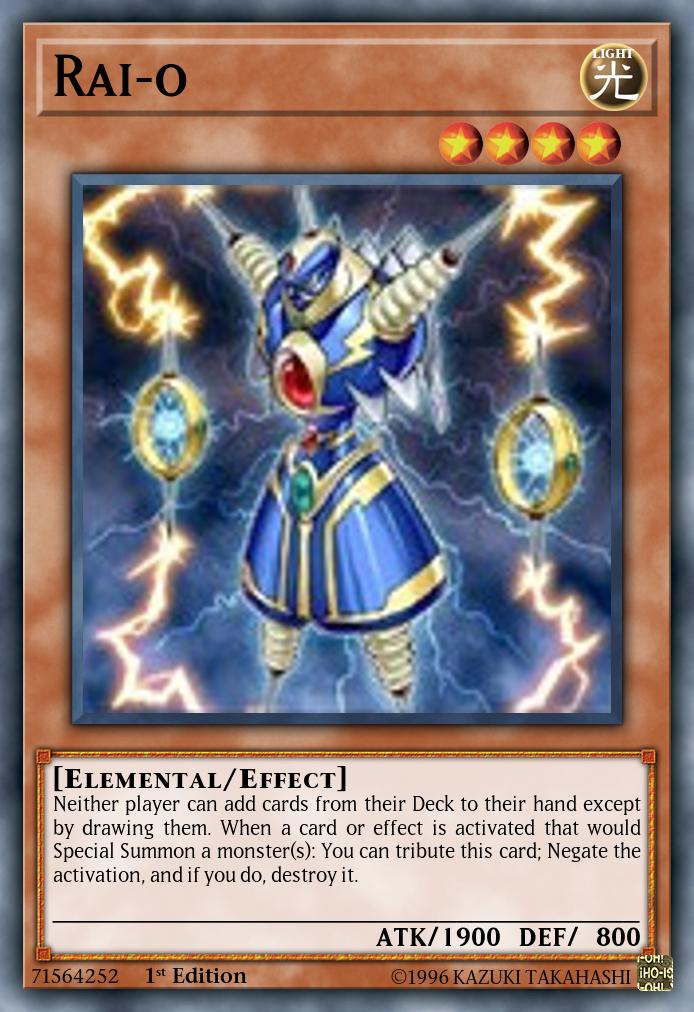 Rai-o
LIGHT
光
[Elemental/Effect]
Neither player can add cards from their Deck to their hand except
by drawing them. When a card or effect is activated that would
Special Summon a monster(s): You can tribute this card; Negate the
activation, and if you do, destroy it.
ATK/1900 DEF/ 800
71564252 1st Edition ©1996 KAZUKI TAKAHASHI